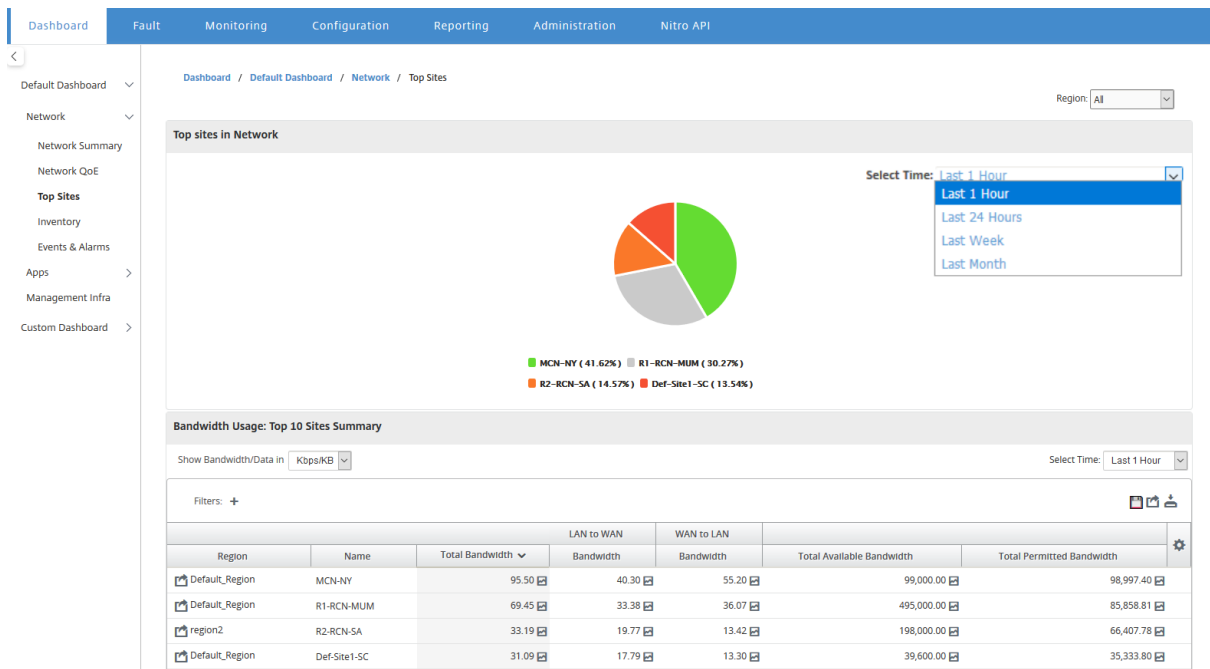 Dashboard Fault Monitoring Configuration Reporting Administration Nitro API
Default Dashboard
Network
Network Summary
Network QoE
Top Sites
Inventory
Events & Alarms
Apps
Management Infra
Custom Dashboard
Dashboard / Default Dashboard / Network / Top Sites
Region: All
Top sites in Network
Select Time: Last 1 Hour
Last 1 Hour
Last 24 Hours
Last Week
Last Month
MCN-NY ( 41.62%) R1-RCN-MUM ( 30.27%)
R2-RCN-SA ( 14.57%) Def-Site1-SC ( 13.54%)
Bandwidth Usage: Top 10 Sites Summary
Show Bandwidth/Data in Kbps/KB Select Time: Last 1 Hour
Filters: +
LAN to WAN WAN to LAN
Region Name Total Bandwidth Bandwidth Bandwidth Total Available Bandwidth Total Permitted Bandwidth
Default_Region MCN-NY 95.50 40.30 55.20 99,000.00 98,997.40
Default_Region R1-RCN-MUM 69.45 33.38 36.07 495,000.00 85,858.81
region2 R2-RCN-SA 33.19 19.77 13.42 198,000.00 66,407.78
Default_Region Def-Site1-SC 31.09 17.79 13.30 39,600.00 35,333.80